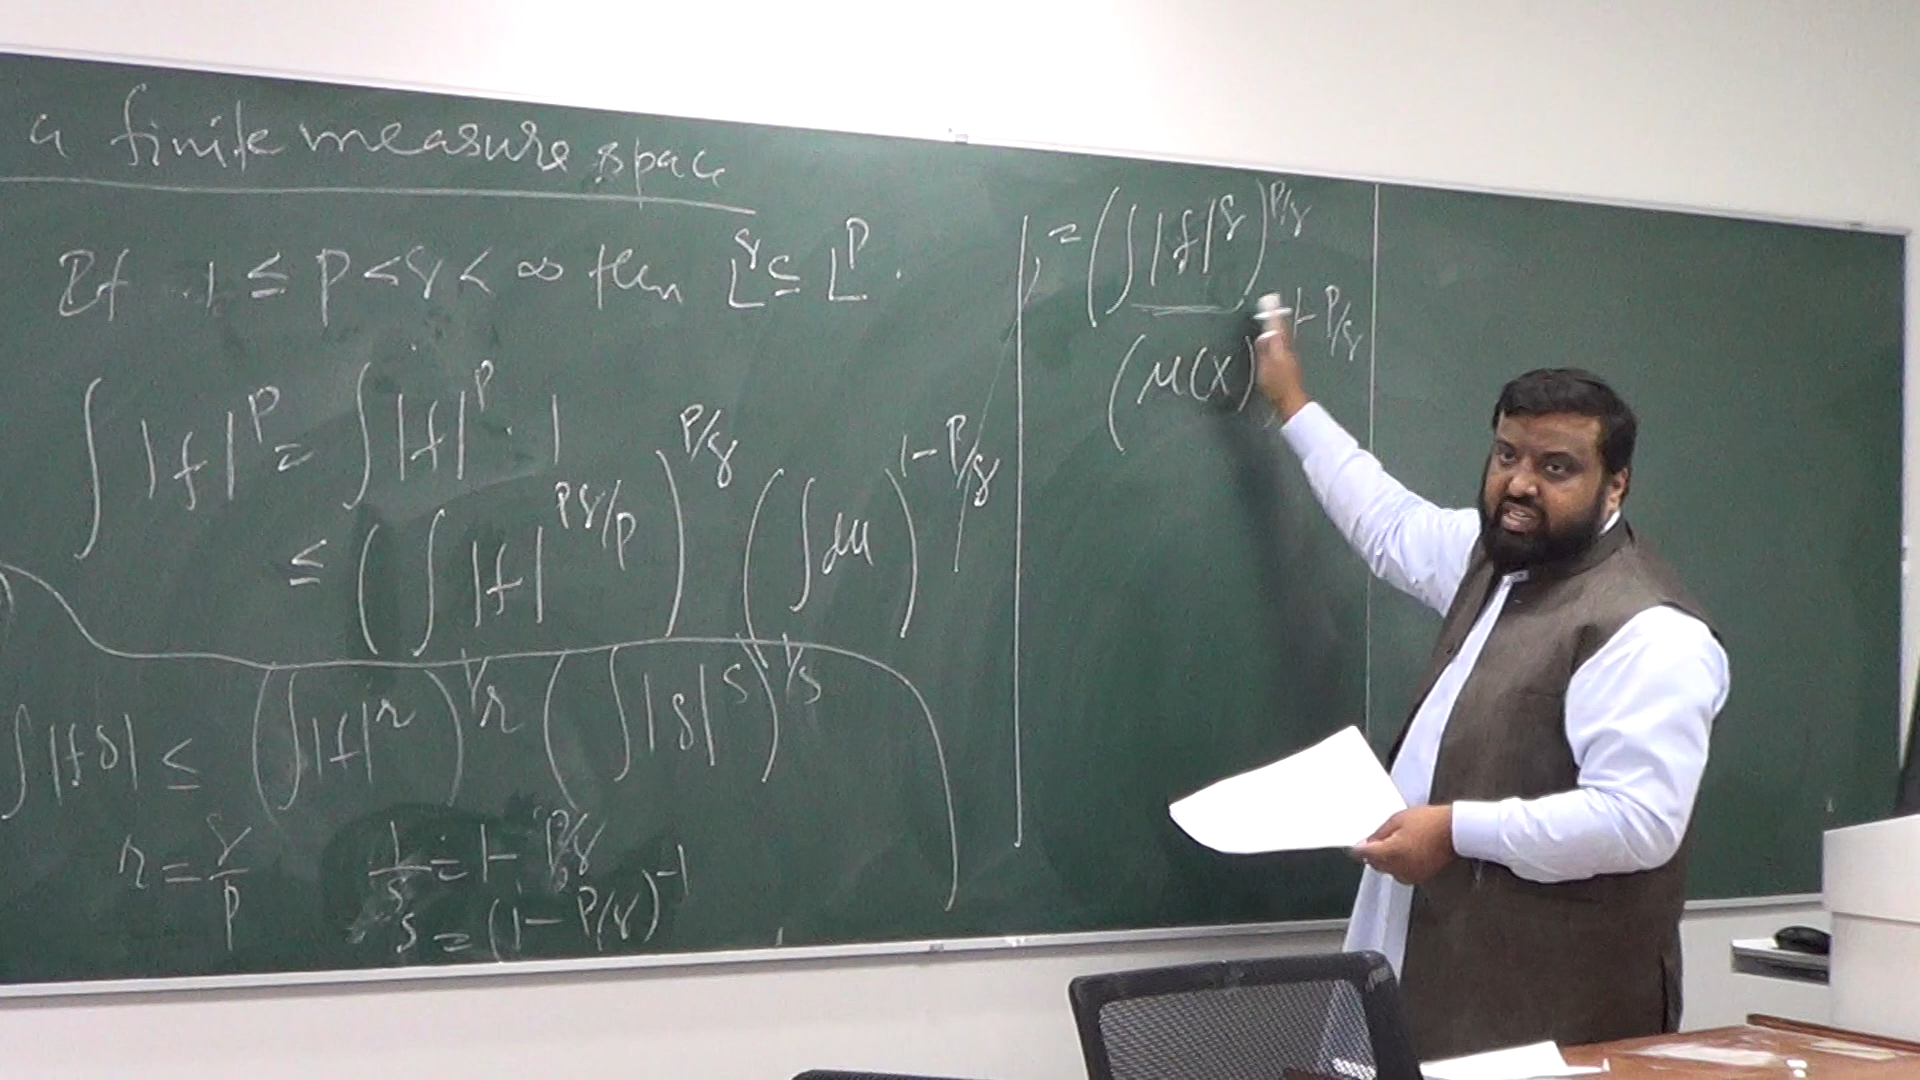 a finite measure space
If 1 ≤ p < q < ∞ then L^q ⊆ L^p.
∫ |f|^p = ∫ |f|^p · 1
≤ ( ∫ |f|^{pq/p} )^{p/q} ( ∫ dμ )^{1-p/q}
∫ |fg| ≤ ( ∫ |f|^r )^{1/r} ( ∫ |g|^s )^{1/s}
r = q/p
1/s = 1 - p/q
s = (1 - p/q)^{-1}
= ( ∫ |f|^q )^{p/q}
(μ(X))^{1-p/q}